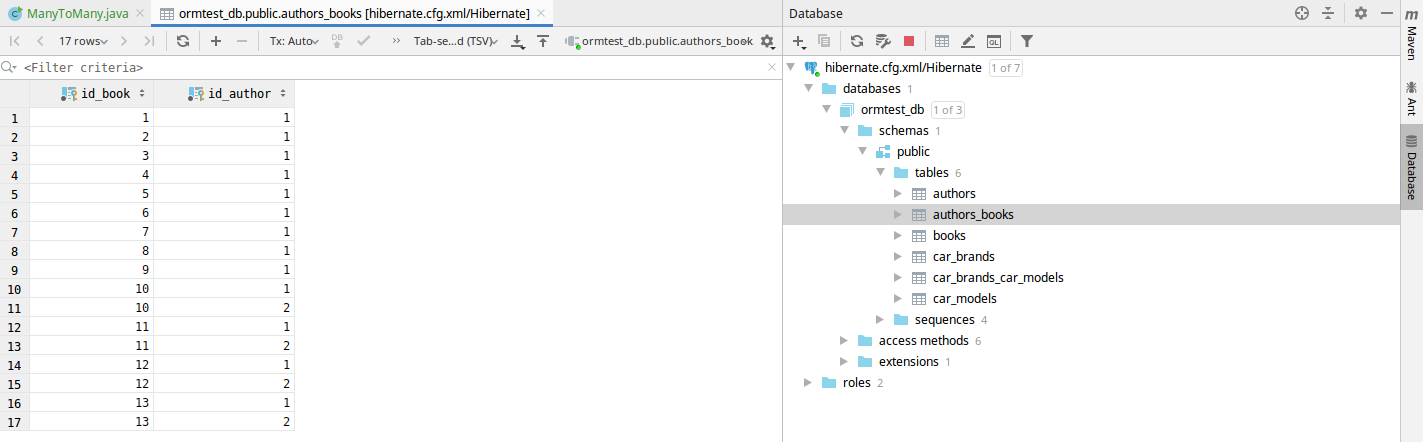 ManyToMany.java
ormtest_db.public.authors_books [hibernate.cfg.xml/Hibernate]
17 rows
Tx: Auto
DB
Tab-se...d (TSV)
ormtest_db.public.authors_book
<Filter criteria>
id_book id_author
1 1 1
2 2 1
3 3 1
4 4 1
5 5 1
6 6 1
7 7 1
8 8 1
9 9 1
10 10 1
11 10 2
12 11 1
13 11 2
14 12 1
15 12 2
16 13 1
17 13 2
Database
QL
hibernate.cfg.xml/Hibernate 1 of 7
databases 1
ormtest_db 1 of 3
schemas 1
public
tables 6
authors
authors_books
books
car_brands
car_brands_car_models
car_models
sequences 4
access methods 6
extensions 1
roles 2
m
Maven
Ant
Database